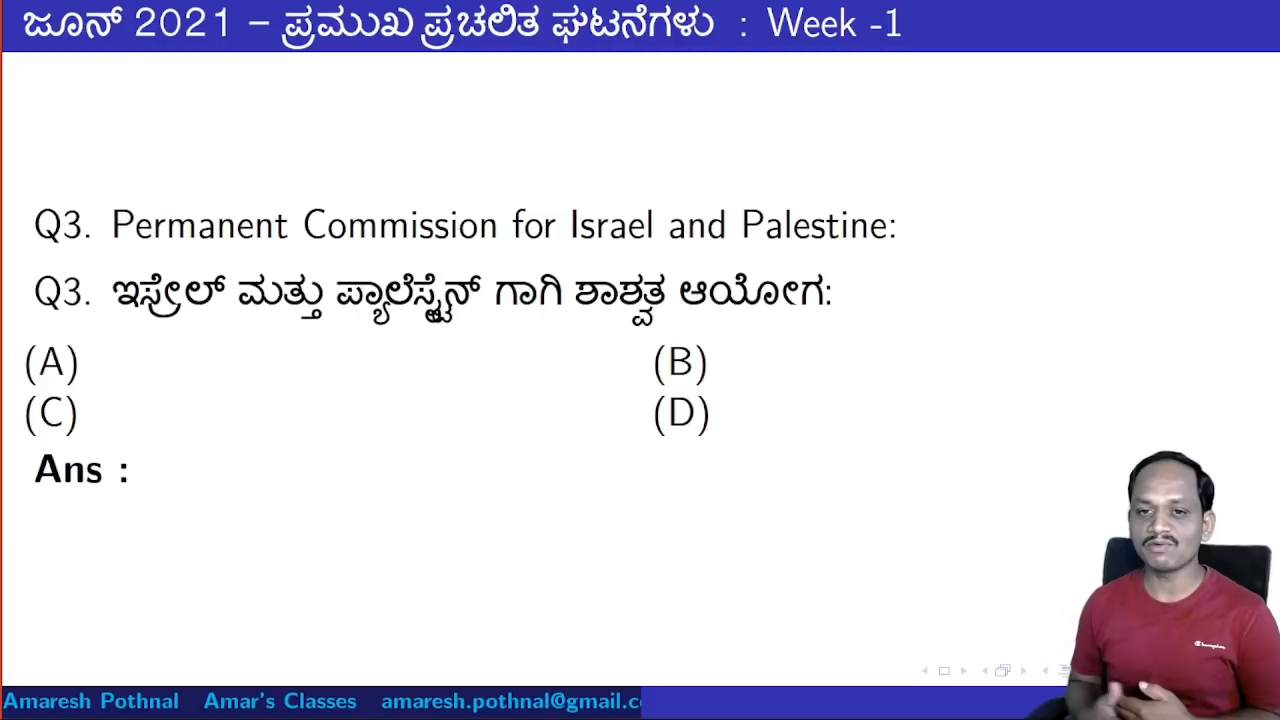 ಜೂನ್ 2021 – ಪ್ರಮುಖ ಪ್ರಚಲಿತ ಘಟನೆಗಳು : Week -1
Q3. Permanent Commission for Israel and Palestine:
Q3. ಇಸ್ರೇಲ್ ಮತ್ತು ಪ್ಯಾಲೆಸ್ಟೈನ್ ಗಾಗಿ ಶಾಶ್ವತ ಆಯೋಗ:
(A) (B)
(C) (D)
Ans :
Champion
Amaresh Pothnal Amar's Classes amaresh.pothnal@gmail.c